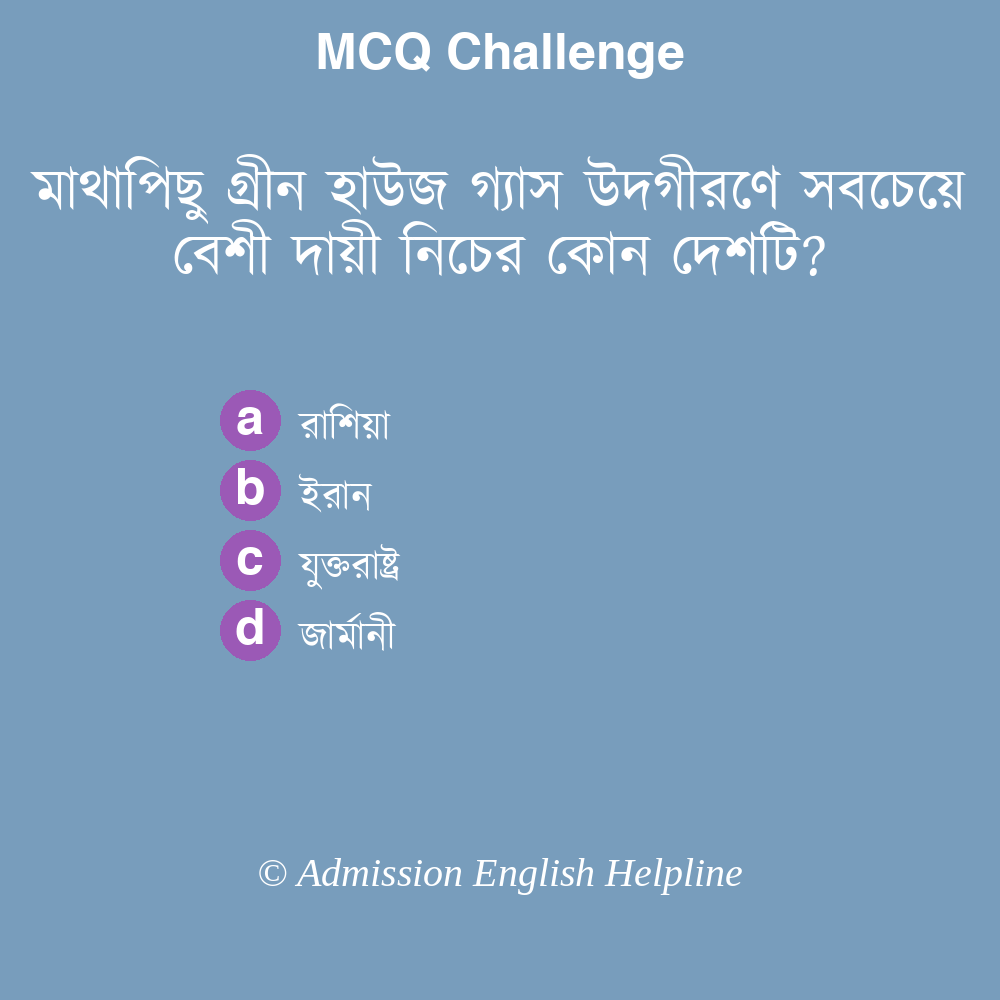 MCQ Challenge
মাথাপিছু গ্রীন হাউজ গ্যাস উদগীরণে সবচেয়ে
বেশী দায়ী নিচের কোন দেশটি?
a রাশিয়া
b ইরান
c যুক্তরাষ্ট্র
d জার্মানী
© Admission English Helpline